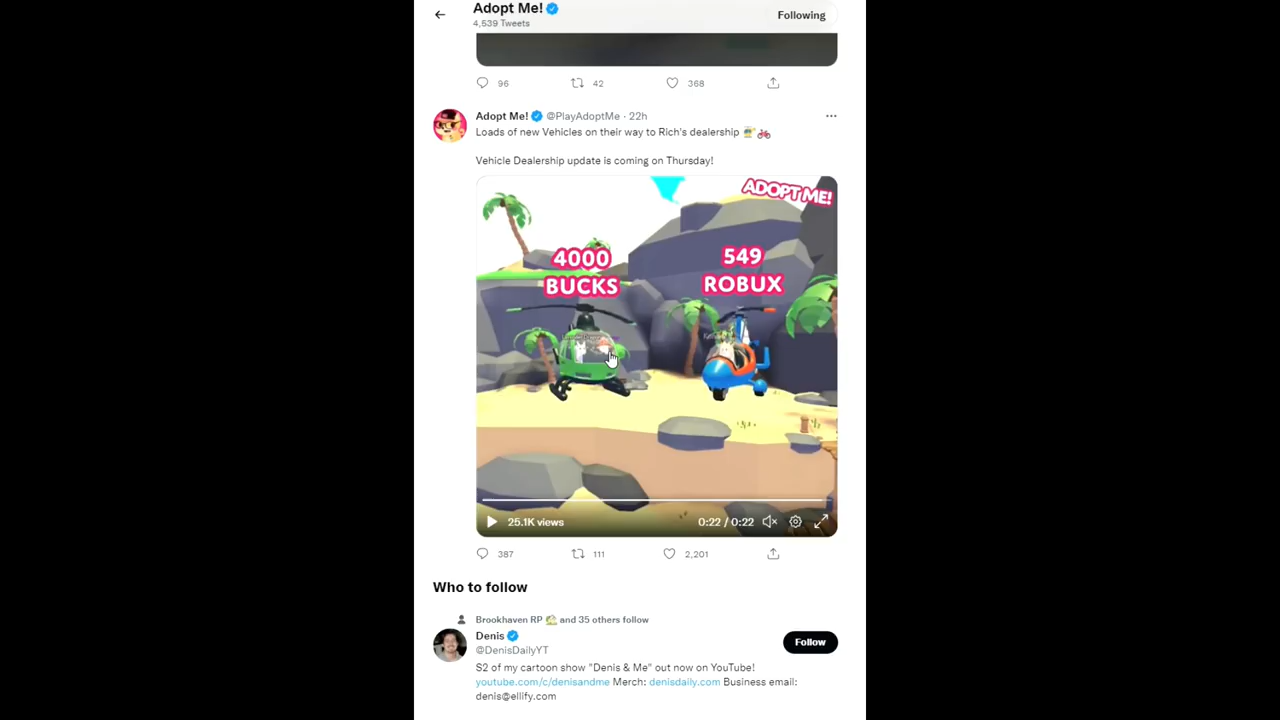 Adopt Me!
4,539 Tweets
Following
96
42
368
Adopt Me! @PlayAdoptMe · 22h
Loads of new Vehicles on their way to Rich's dealership
Vehicle Dealership update is coming on Thursday!
ADOPT ME!
4000
BUCKS
549
ROBUX
25.1K views
0:22 / 0:22
387
111
2,201
Who to follow
Brookhaven RP and 35 others follow
Denis
@DenisDailyYT
Follow
S2 of my cartoon show "Denis & Me" out now on YouTube!
youtube.com/c/denisandme Merch: denisdaily.com Business email:
denis@ellify.com